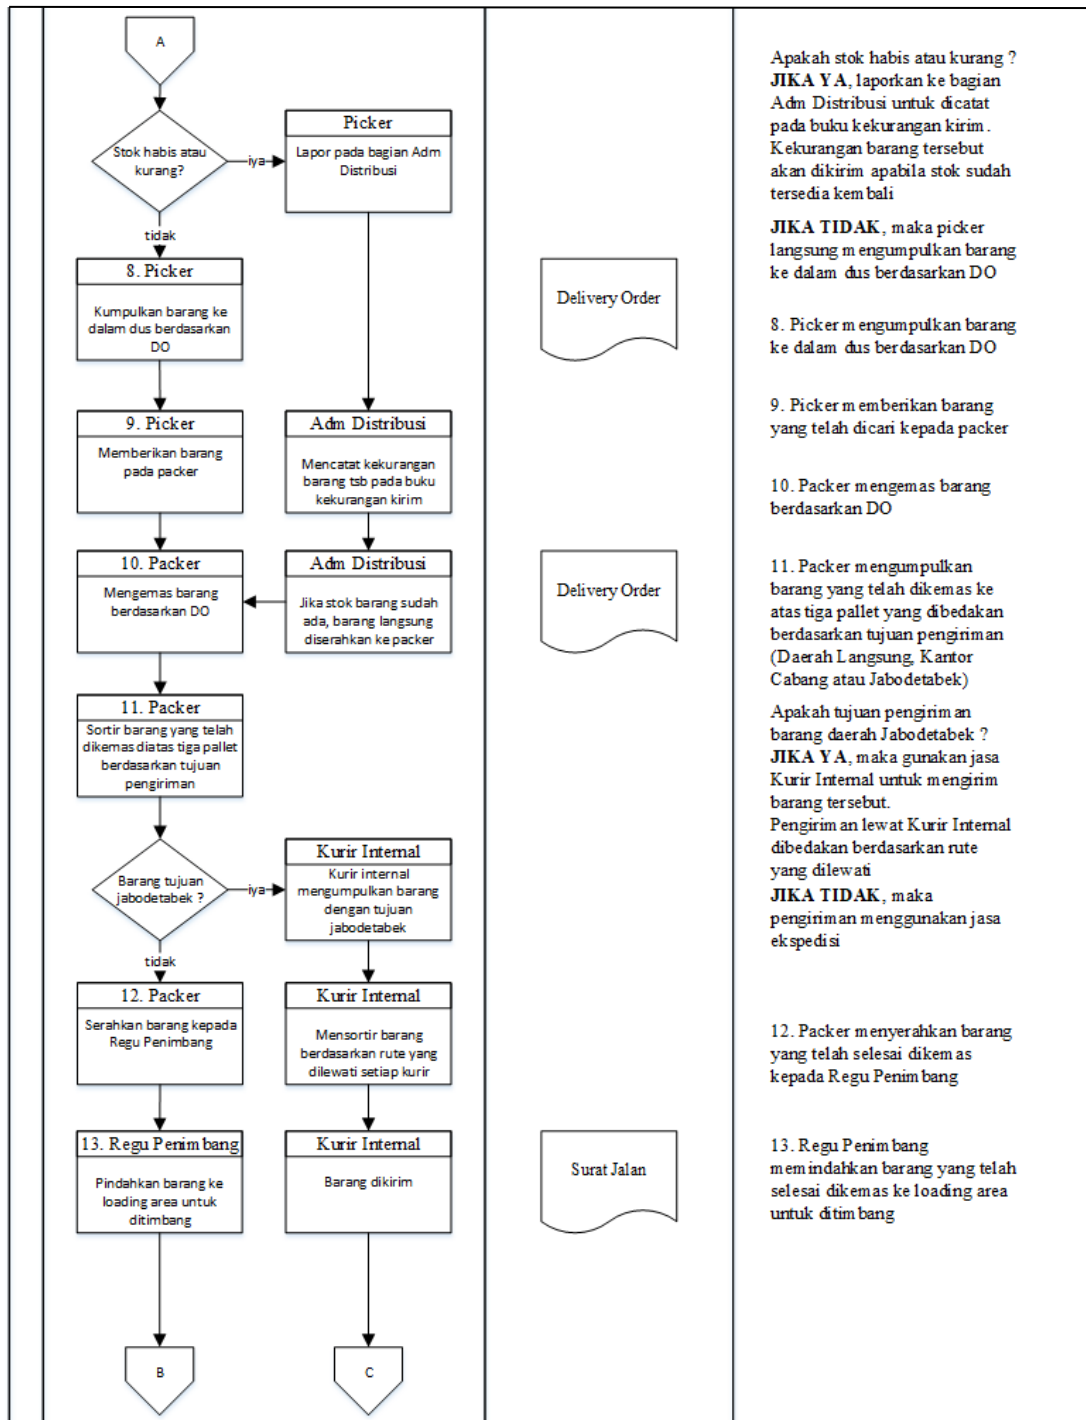 A
Stok habis atau
kurang?
iya
Picker
Lapor pada bagian Adm
Distribusi
tidak
8. Picker
Kumpulkan barang ke
dalam dus berdasarkan
DO
9. Picker
Memberikan barang
pada packer
Adm Distribusi
Mencatat kekurangan
barang tsb pada buku
kekurangan kirim
10. Packer
Mengemas barang
berdasarkan DO
Adm Distribusi
Jika stok barang sudah
ada, barang langsung
diserahkan ke packer
11. Packer
Sortir barang yang telah
dikemas diatas tiga pallet
berdasarkan tujuan
pengiriman
Barang tujuan
jabodetabek ?
iya
Kurir Internal
Kurir internal
mengumpulkan barang
dengan tujuan
jabodetabek
tidak
12. Packer
Serahkan barang kepada
Regu Penimbang
Kurir Internal
Mensortir barang
berdasarkan rute yang
dilewati setiap kurir
13. Regu Penimbang
Pindahkan barang ke
loading area untuk
ditimbang
Kurir Internal
Barang dikirim
B
C
Delivery Order
Delivery Order
Surat Jalan
Apakah stok habis atau kurang ?
JIKA YA, laporkan ke bagian
Adm Distribusi untuk dicatat
pada buku kekurangan kirim.
Kekurangan barang tersebut
akan dikirim apabila stok sudah
tersedia kembali
JIKA TIDAK, maka picker
langsung mengumpulkan barang
ke dalam dus berdasarkan DO
8. Picker mengumpulkan barang
ke dalam dus berdasarkan DO
9. Picker memberikan barang
yang telah dicari kepada packer
10. Packer mengemas barang
berdasarkan DO
11. Packer mengumpulkan
barang yang telah dikemas ke
atas tiga pallet yang dibedakan
berdasarkan tujuan pengiriman
(Daerah Langsung, Kantor
Cabang atau Jabodetabek)
Apakah tujuan pengiriman
barang daerah Jabodetabek ?
JIKA YA, maka gunakan jasa
Kurir Internal untuk mengirim
barang tersebut.
Pengiriman lewat Kurir Internal
dibedakan berdasarkan rute
yang dilewati
JIKA TIDAK, maka
pengiriman menggunakan jasa
ekspedisi
12. Packer menyerahkan barang
yang telah selesai dikemas
kepada Regu Penimbang
13. Regu Penimbang
memindahkan barang yang telah
selesai dikemas ke loading area
untuk ditimbang